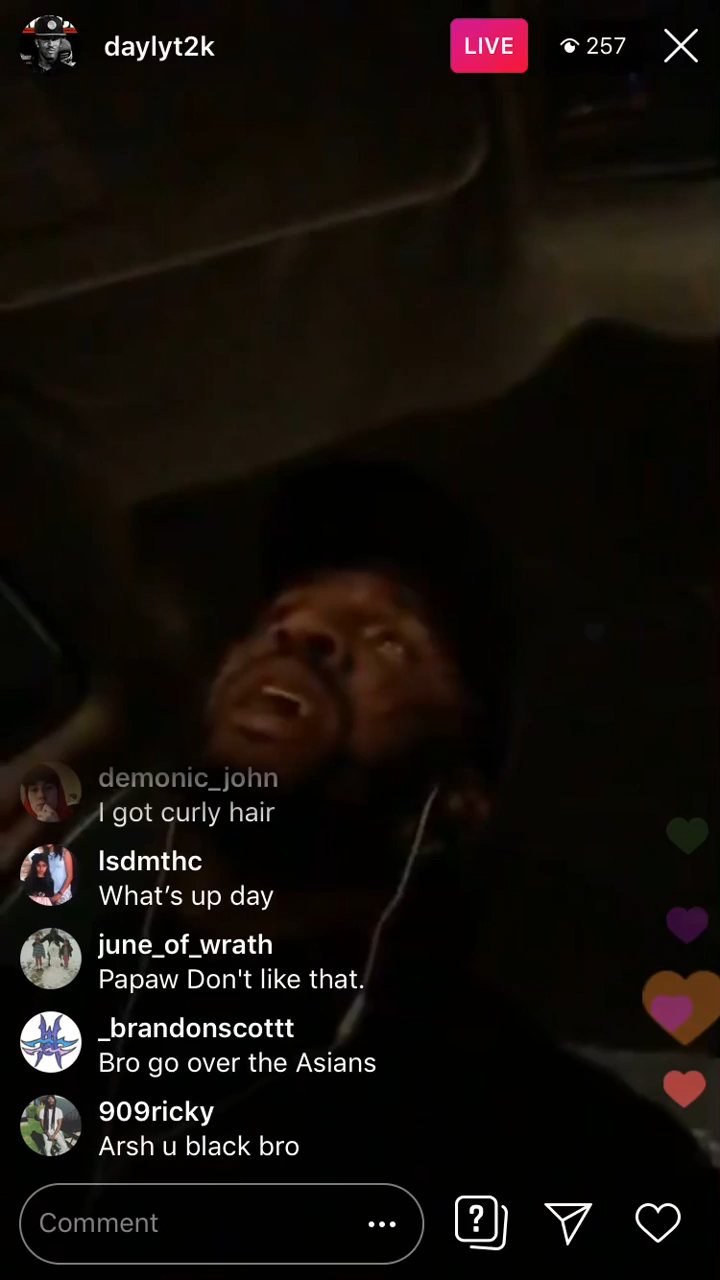 daylyt2k
LIVE
257
demonic_john
I got curly hair
lsdmthc
What’s up day
june_of_wrath
Papaw Don't like that.
_brandonscottt
Bro go over the Asians
909ricky
Arsh u black bro
Comment
?